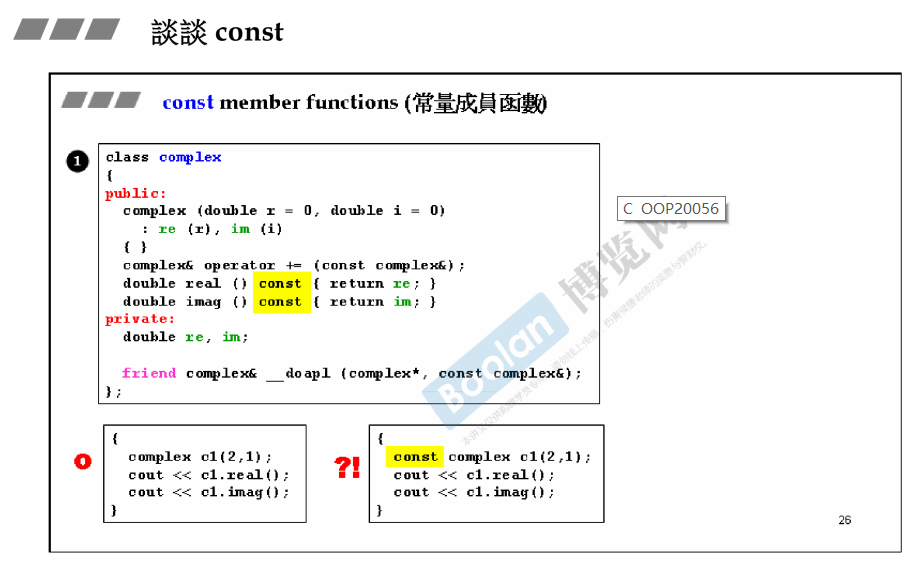 談談 const
const member functions (常量成員函數)
1
class complex
{
public:
complex (double r = 0, double i = 0)
: re (r), im (i)
{ }
complex& operator += (const complex&);
double real () const { return re; }
double imag () const { return im; }
private:
double re, im;
friend complex& __doapl (complex*, const complex&);
};
C OOP20056
Boolan 博览网
{
complex c1(2,1);
cout << c1.real();
cout << c1.imag();
}
?!
{
const complex c1(2,1);
cout << c1.real();
cout << c1.imag();
}
26